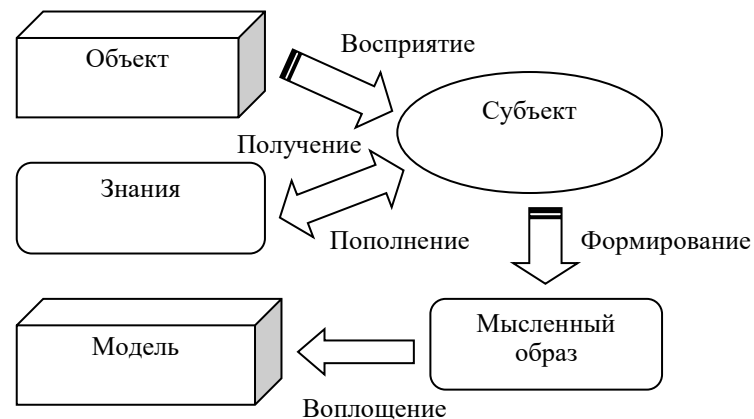 Объект
Восприятие
Субъект
Получение
Знания
Пополнение
Формирование
Модель
Мысленный
образ
Воплощение